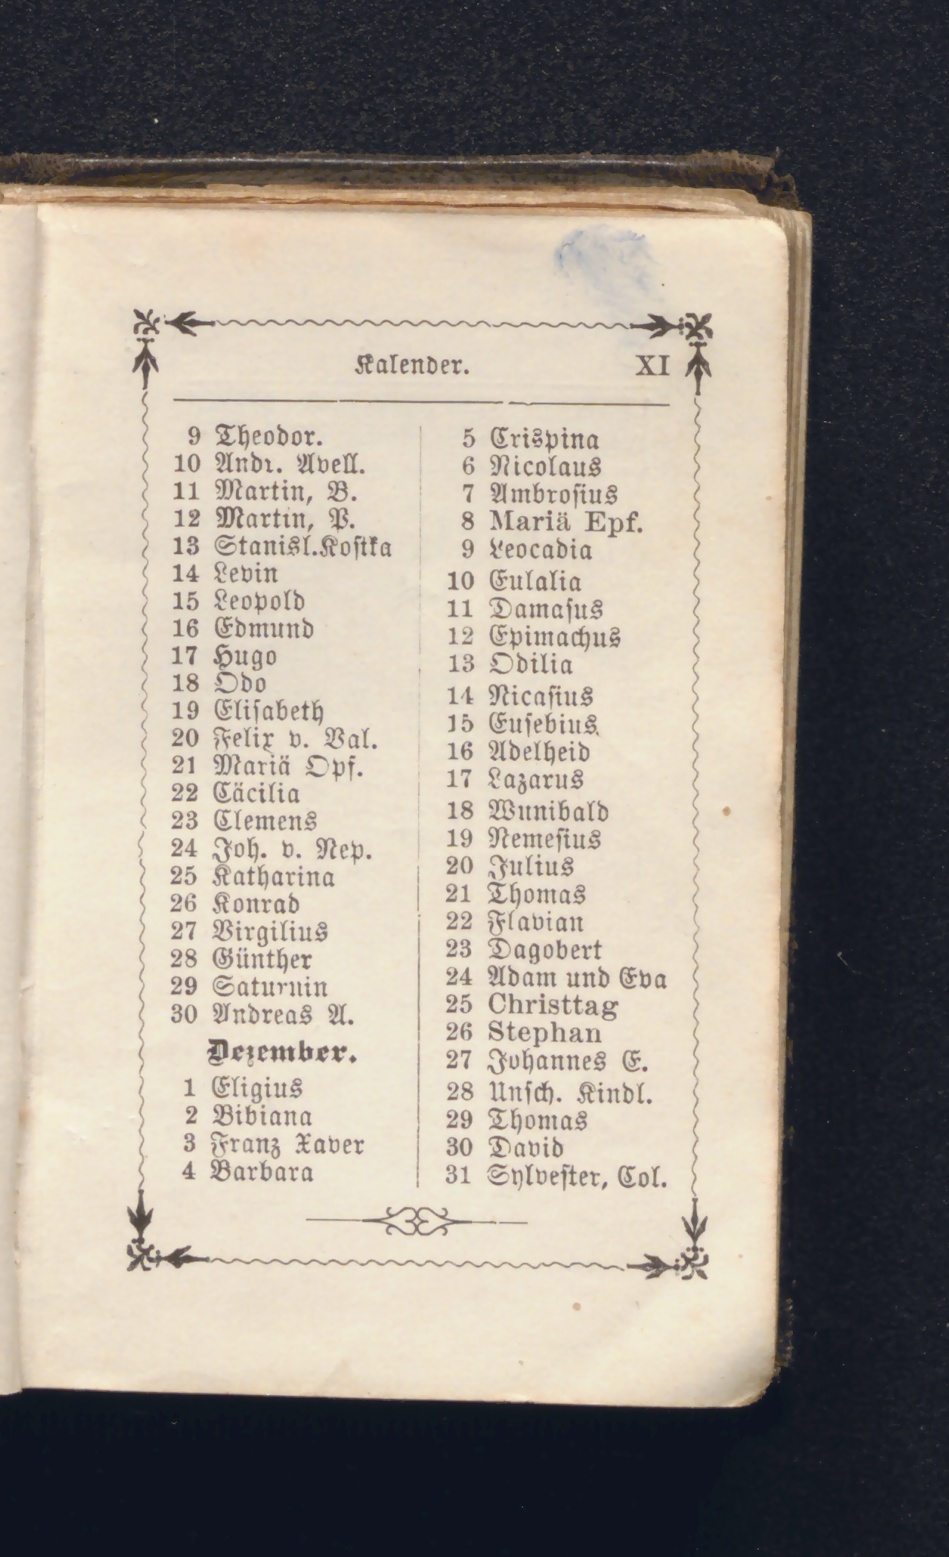 Kalender. XI
9 Theodor.
10 Andr. Avell.
11 Martin, B.
12 Martin, P.
13 Stanisl.Kostka
14 Levin
15 Leopold
16 Edmund
17 Hugo
18 Odo
19 Elisabeth
20 Felix v. Val.
21 Mariä Opf.
22 Cäcilia
23 Clemens
24 Joh. v. Nep.
25 Katharina
26 Konrad
27 Virgilius
28 Günther
29 Saturnin
30 Andreas A.
Dezember.
1 Eligius
2 Bibiana
3 Franz Xaver
4 Barbara
5 Crispina
6 Nicolaus
7 Ambrosius
8 Mariä Epf.
9 Leocadia
10 Eulalia
11 Damasus
12 Epimachus
13 Odilia
14 Nicasius
15 Eusebius
16 Adelheid
17 Lazarus
18 Wunibald
19 Nemesius
20 Julius
21 Thomas
22 Flavian
23 Dagobert
24 Adam und Eva
25 Christtag
26 Stephan
27 Johannes E.
28 Unsch. Kindl.
29 Thomas
30 David
31 Sylvester, Col.